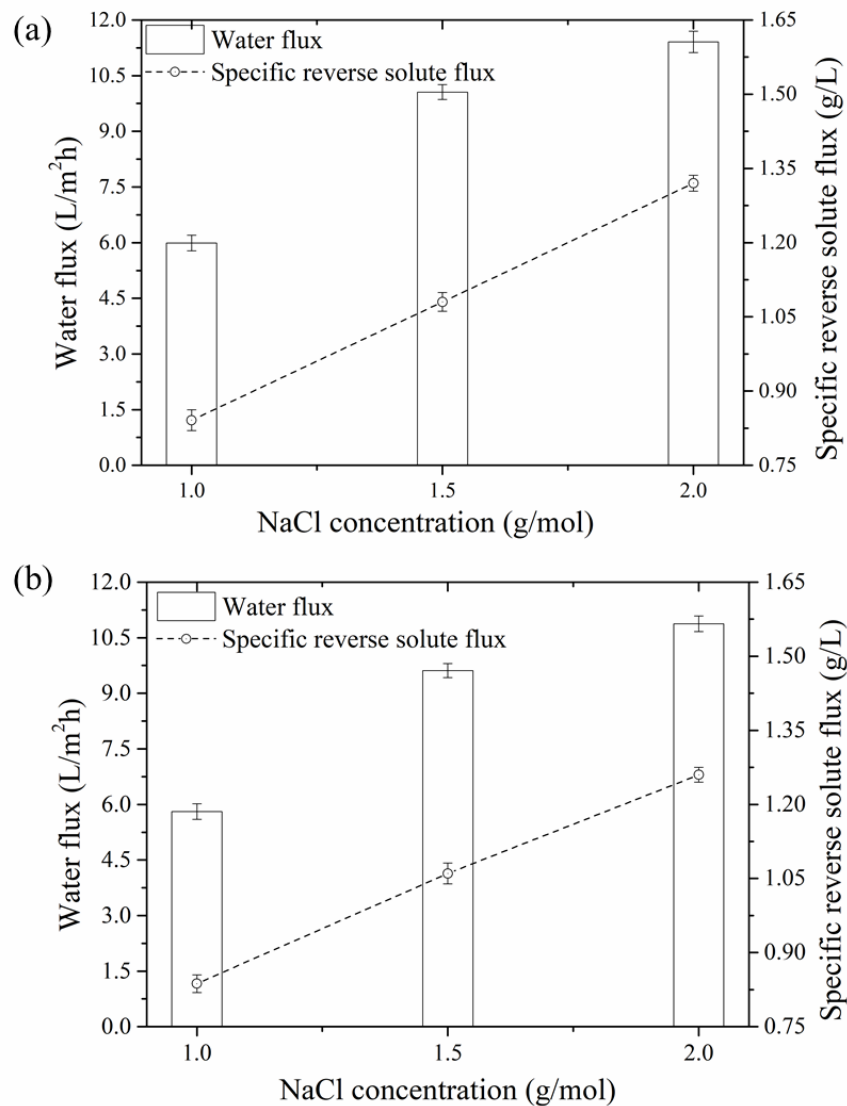 (a)
12.0
10.5
9.0
7.5
6.0
4.5
3.0
1.5
0.0
Water flux (L/m²h)
Water flux
Specific reverse solute flux
1.65
1.50
1.35
1.20
1.05
0.90
0.75
Specific reverse solute flux (g/L)
1.0 1.5 2.0
NaCl concentration (g/mol)
(b)
12.0
10.5
9.0
7.5
6.0
4.5
3.0
1.5
0.0
Water flux (L/m²h)
Water flux
Specific reverse solute flux
1.65
1.50
1.35
1.20
1.05
0.90
0.75
Specific reverse solute flux (g/L)
1.0 1.5 2.0
NaCl concentration (g/mol)